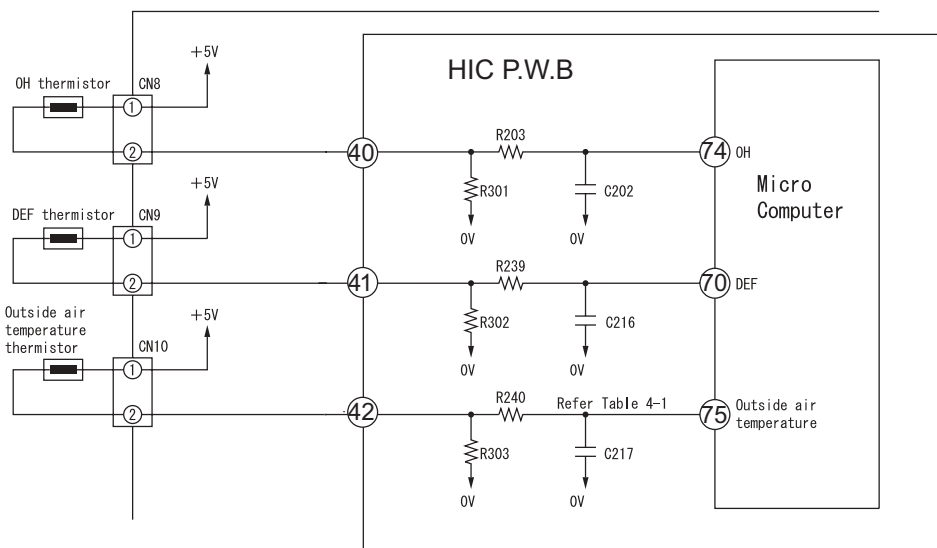 HIC P.W.B
+5V
OH thermistor
CN8
1
2
40
R203
R301
0V
C202
0V
74 OH
Micro
Computer
+5V
DEF thermistor
CN9
1
2
41
R239
R302
0V
C216
0V
70 DEF
Outside air
temperature
thermistor
+5V
CN10
1
2
42
R240
Refer Table 4-1
R303
0V
C217
0V
75 Outside air
temperature